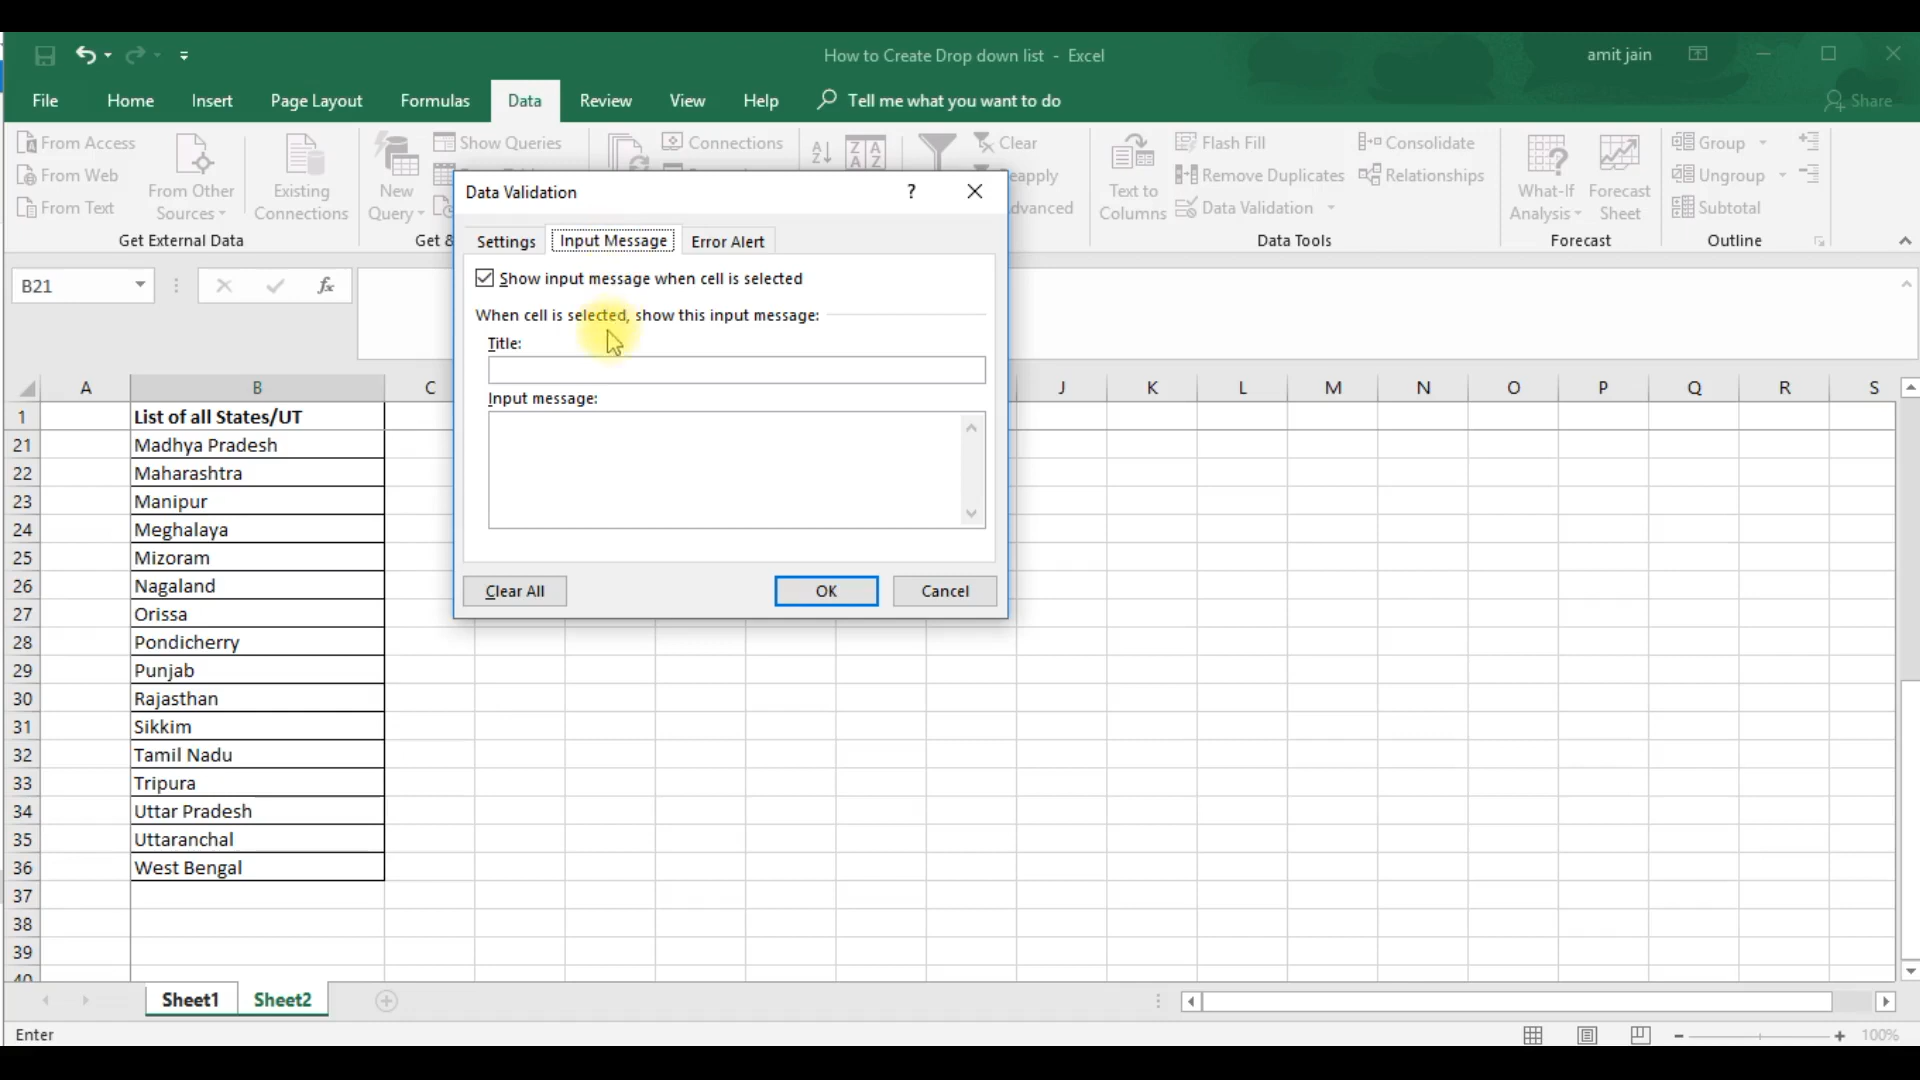 How to Create Drop down list - Excel
amit jain
File Home Insert Page Layout Formulas Data Review View Help Tell me what you want to do Share
From Access
From Web
From Text
From Other
Sources
Existing
Connections
Get External Data
New
Query
Show Queries
Get &
Connections
Clear
Reapply
Advanced
Text to
Columns
Flash Fill
Remove Duplicates
Data Validation
Consolidate
Relationships
Data Tools
What-If
Analysis
Forecast
Sheet
Forecast
Group
Ungroup
Subtotal
Outline
Data Validation ?
Settings Input Message Error Alert
Show input message when cell is selected
When cell is selected, show this input message:
Title:
Input message:
Clear All OK Cancel
B21 fx
A B C J K L M N O P Q R S
1 List of all States/UT
21 Madhya Pradesh
22 Maharashtra
23 Manipur
24 Meghalaya
25 Mizoram
26 Nagaland
27 Orissa
28 Pondicherry
29 Punjab
30 Rajasthan
31 Sikkim
32 Tamil Nadu
33 Tripura
34 Uttar Pradesh
35 Uttaranchal
36 West Bengal
37
38
39
40
Sheet1 Sheet2
Enter 100%